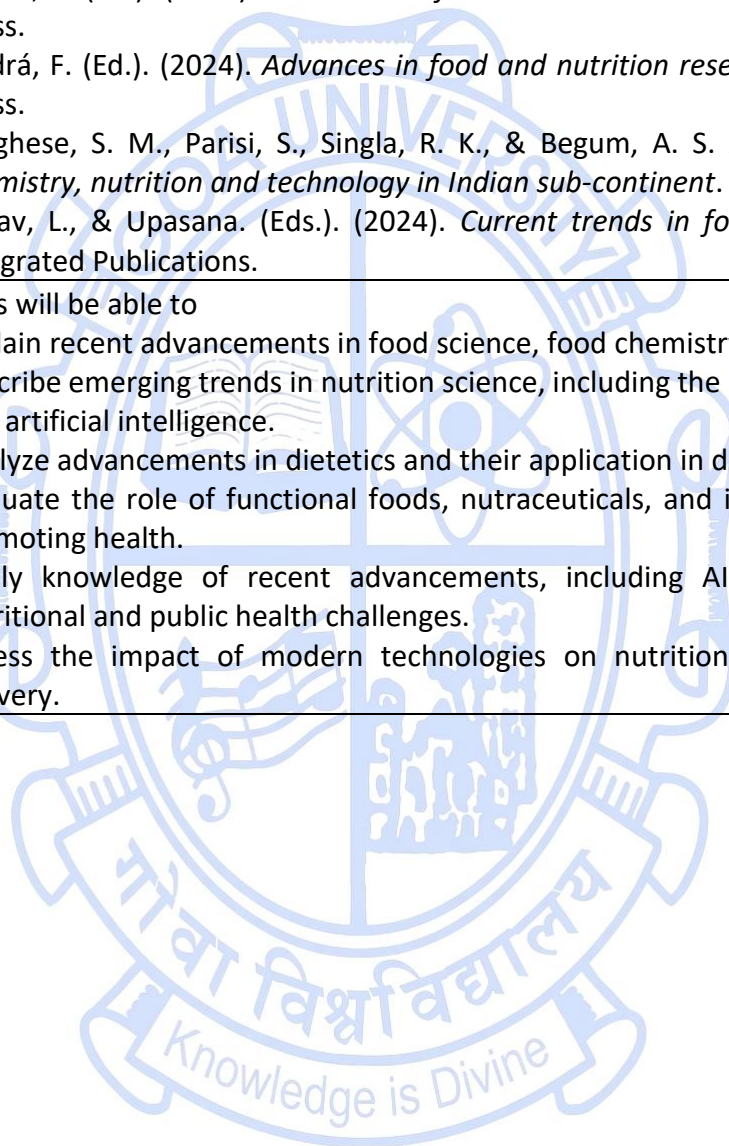 ss.
drá, F. (Ed.). (2024). Advances in food and nutrition rese
ss.
ghese, S. M., Parisi, S., Singla, R. K., & Begum, A. S.
mistry, nutrition and technology in Indian sub-continent.
av, L., & Upasana. (Eds.). (2024). Current trends in fo
grated Publications.
s will be able to
lain recent advancements in food science, food chemistry
cribe emerging trends in nutrition science, including the
artificial intelligence.
lyze advancements in dietetics and their application in d
uate the role of functional foods, nutraceuticals, and i
moting health.
ly knowledge of recent advancements, including AI
ritional and public health challenges.
ess the impact of modern technologies on nutrition
very.
GOA UNIVERSITY
गोंवा विश्वविद्यालय
Knowledge is Divine